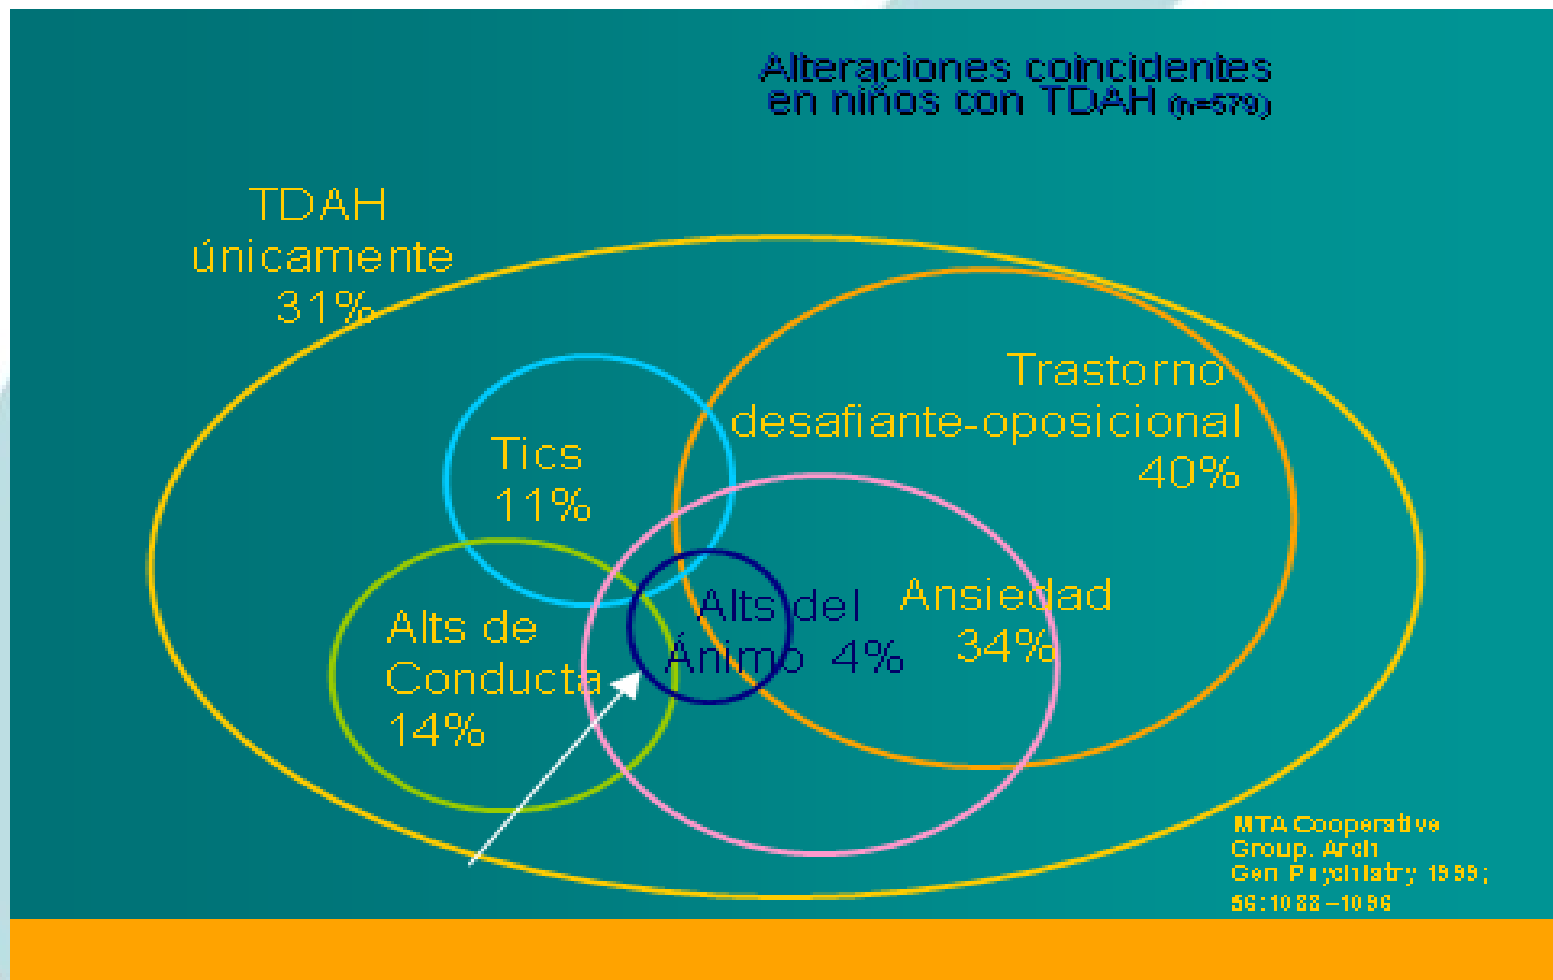 Alteraciones coincidentes
en niños con TDAH (n=579)
TDAH
únicamente
31%
Trastorno
desafiante-oposicional
40%
Tics
11%
Alts del
Ánimo 4%
Ansiedad
34%
Alts de
Conducta
14%
MTA Cooperative
Group. Arch
Gen Psychiatry 1999;
56:1088–1096